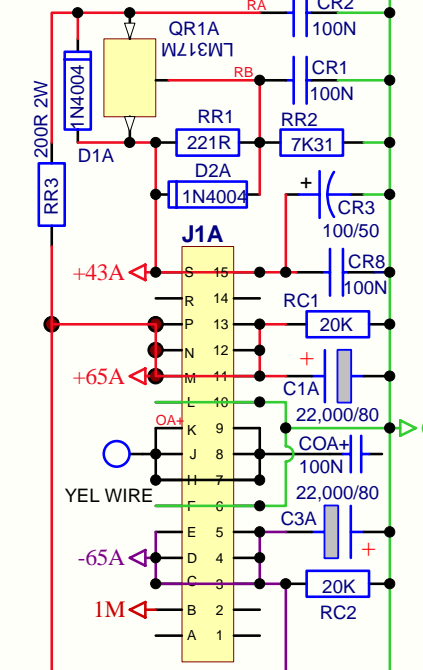 RA
CR2
100N
QR1A
LM317M
RB
CR1
100N
1N4004
D1A
200R 2W
RR3
RR1
221R
RR2
7K31
D2A
1N4004
+
CR3
100/50
J1A
+43A
S 15
CR8
100N
R 14
RC1
P 13
20K
N 12
+
+65A
M 11
C1A
L 10
22,000/80
OA+
K 9
J 8
COA+
100N
H 7
YEL WIRE
22,000/80
F 6
C3A
E 5
+
-65A
D 4
C 3
20K
1M
B 2
RC2
A 1